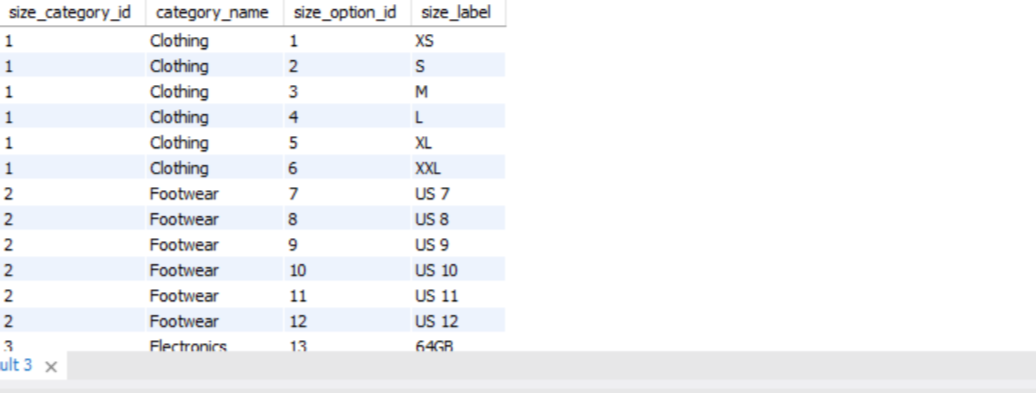 size_category_id category_name size_option_id size_label
1 Clothing 1 XS
1 Clothing 2 S
1 Clothing 3 M
1 Clothing 4 L
1 Clothing 5 XL
1 Clothing 6 XXL
2 Footwear 7 US 7
2 Footwear 8 US 8
2 Footwear 9 US 9
2 Footwear 10 US 10
2 Footwear 11 US 11
2 Footwear 12 US 12
3 Electronics 13 64GB
ult 3 ×